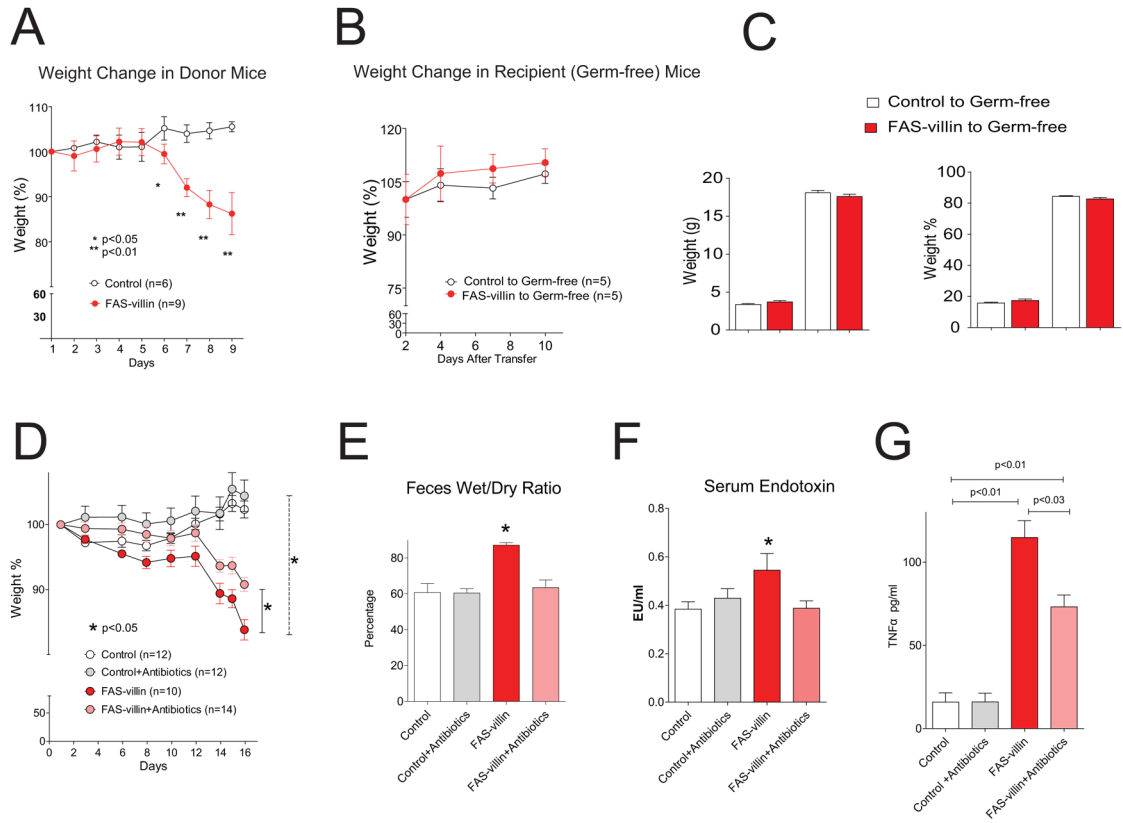 A
Weight Change in Donor Mice
Weight (%)
110
100
90
80
60
30
* p<0.05
** p<0.01
Control (n=6)
FAS-villin (n=9)
*
**
**
**
1 2 3 4 5 6 7 8 9
Days
B
Weight Change in Recipient (Germ-free) Mice
Weight (%)
120
105
90
75
60
30
0
Control to Germ-free (n=5)
FAS-villin to Germ-free (n=5)
2 4 6 8 10
Days After Transfer
C
Control to Germ-free
FAS-villin to Germ-free
Weight (g)
20
15
10
5
0
Weight %
100
80
60
40
20
0
D
Weight %
100
90
50
0
* p<0.05
Control (n=12)
Control+Antibiotics (n=12)
FAS-villin (n=10)
FAS-villin+Antibiotics (n=14)
*
*
0 2 4 6 8 10 12 14 16
Days
E
Feces Wet/Dry Ratio
Percentage
80
60
40
20
0
*
Control
Control+Antibiotics
FAS-villin
FAS-villin+Antibiotics
F
Serum Endotoxin
EU/ml
0.8
0.6
0.4
0.2
0.0
*
Control
Control+Antibiotics
FAS-villin
FAS-villin+Antibiotics
G
p<0.01
p<0.01
p<0.03
TNFα pg/ml
100
50
0
Control
Control +Antibiotics
FAS-villin
FAS-villin+Antibiotics